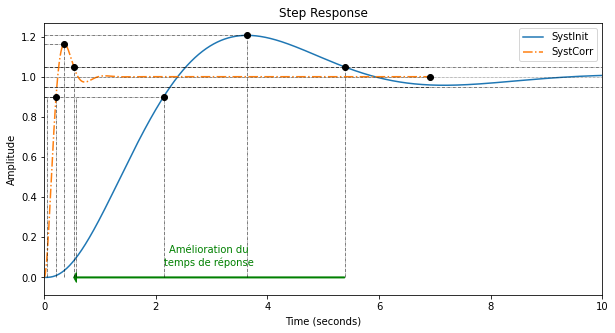 Step Response
SystInit
SystCorr
1.2
1.0
0.8
0.6
0.4
0.2
0.0
Amplitude
Amélioration du
temps de réponse
0 2 4 6 8 10
Time (seconds)